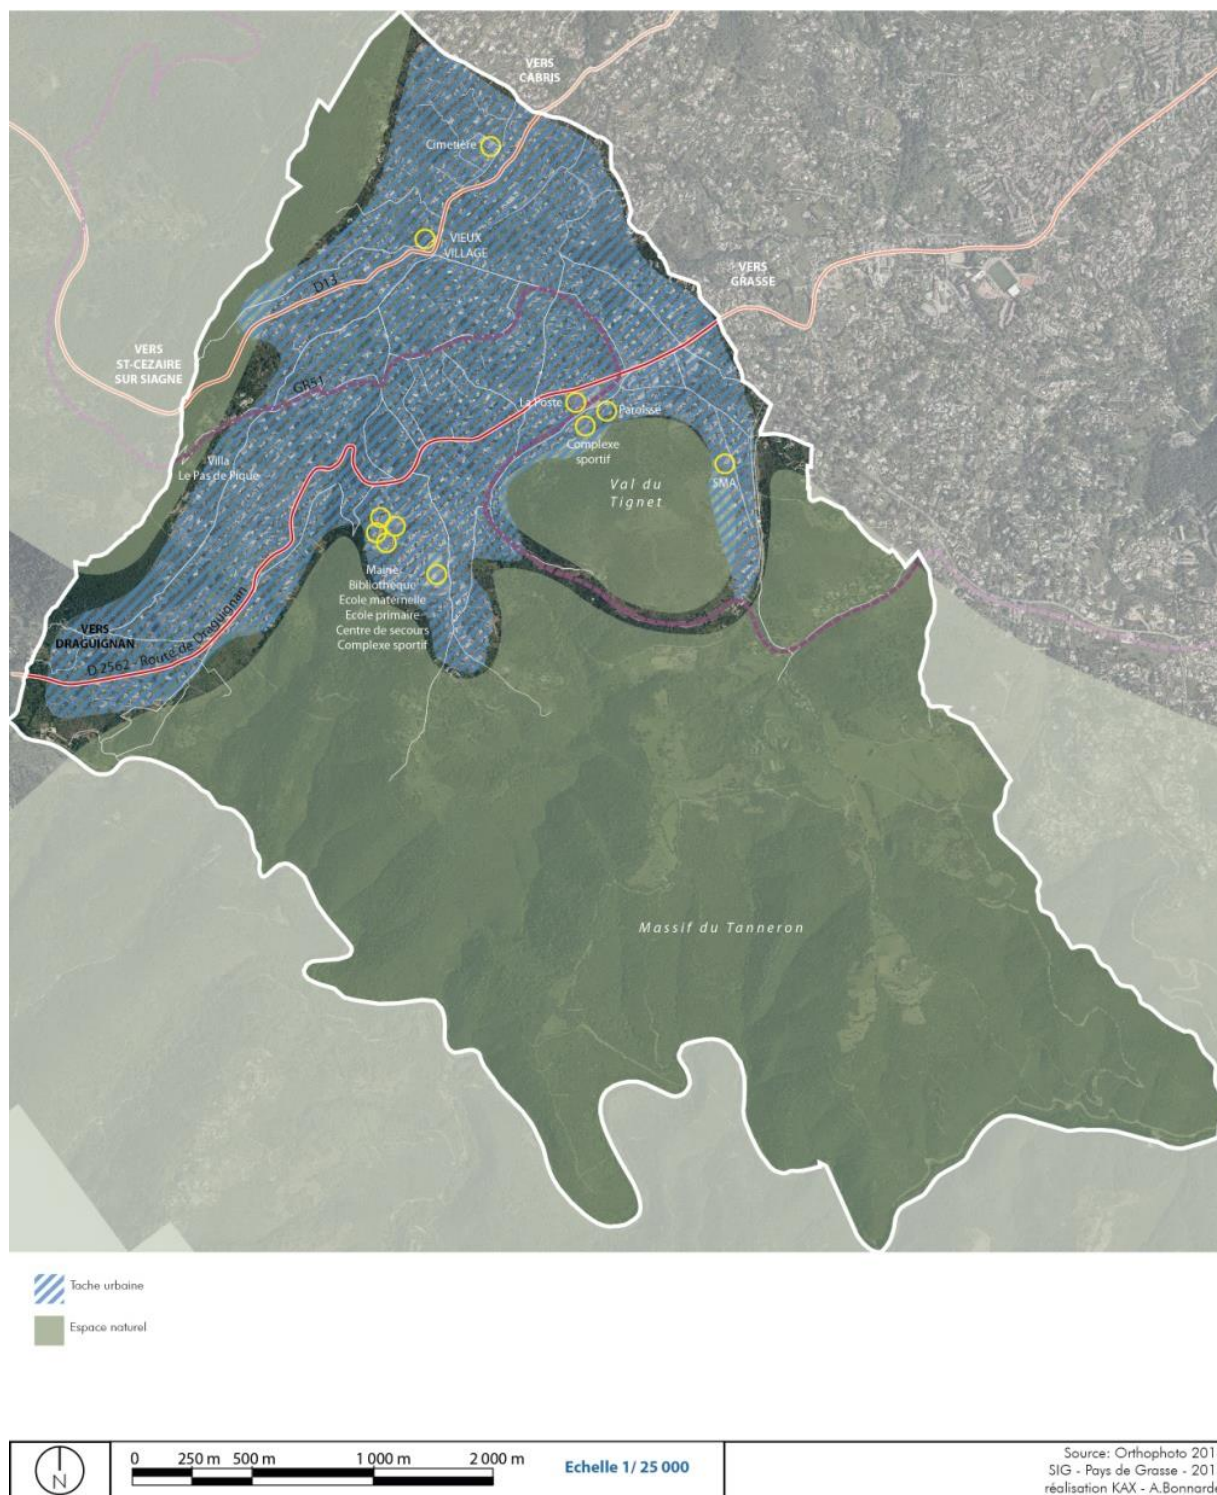 VERS
CABRIS
Cimetière
VIEUX
VILLAGE
VERS
GRASSE
D13
VERS
ST-CEZAIRE
SUR SIAGNE
GR51
La Poste
Paroisse
Complexe
sportif
Villa
Le Pas de Pique
Val du
Tignet
SMA
Mairie
Bibliothèque
Ecole maternelle
Ecole primaire
Centre de secours
Complexe sportif
VERS
DRAGUIGNAN
D 2562 - Route de Draguignan
Massif du Tanneron
Tache urbaine
Espace naturel
N
0 250 m 500 m 1 000 m 2 000 m
Echelle 1/ 25 000
Source: Orthophoto 201
SIG - Pays de Grasse - 201
réalisation KAX - A.Bonnarde